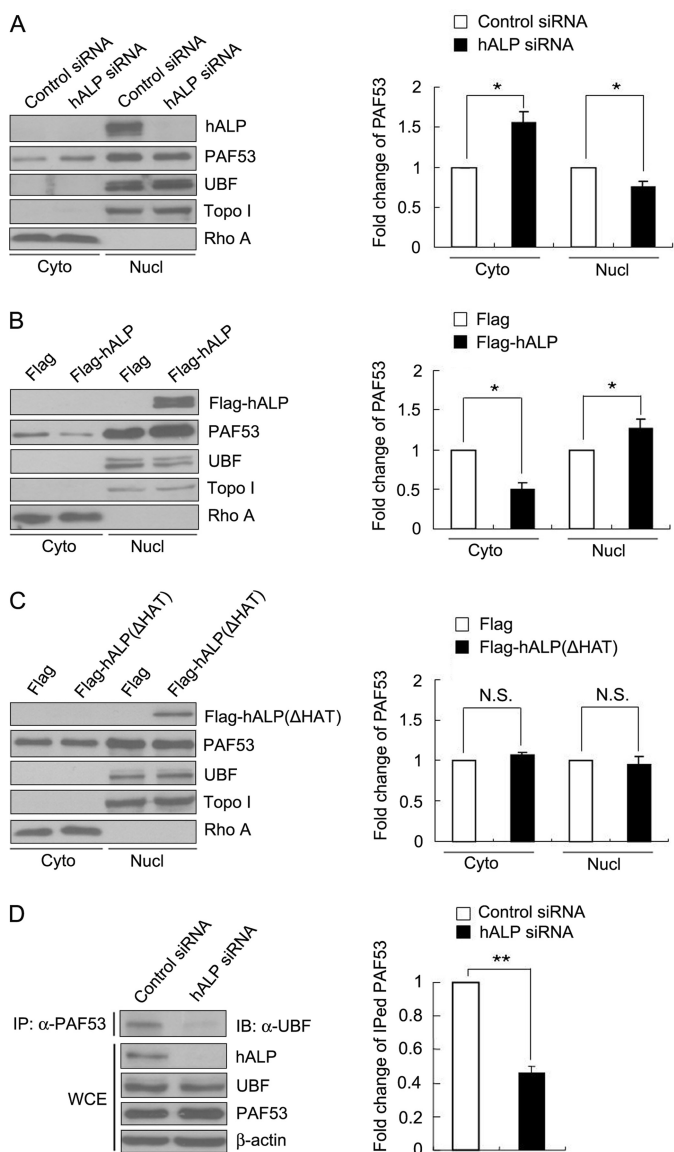 A
Control siRNA
hALP siRNA
Control siRNA
hALP siRNA
hALP
PAF53
UBF
Topo I
Rho A
Cyto
Nucl
Control siRNA
hALP siRNA
Fold change of PAF53
2
1.5
1
0.5
0
*
*
Cyto
Nucl
B
Flag
Flag-hALP
Flag
Flag-hALP
Flag-hALP
PAF53
UBF
Topo I
Rho A
Cyto
Nucl
Flag
Flag-hALP
Fold change of PAF53
2
1.5
1
0.5
0
*
*
Cyto
Nucl
C
Flag
Flag-hALP(ΔHAT)
Flag
Flag-hALP(ΔHAT)
Flag-hALP(ΔHAT)
PAF53
UBF
Topo I
Rho A
Cyto
Nucl
Flag
Flag-hALP(ΔHAT)
Fold change of PAF53
2
1.5
1
0.5
0
N.S.
N.S.
Cyto
Nucl
D
Control siRNA
hALP siRNA
IP: α-PAF53
IB: α-UBF
WCE
hALP
UBF
PAF53
β-actin
Control siRNA
hALP siRNA
Fold change of IPed PAF53
1
0.8
0.6
0.4
0.2
0
**